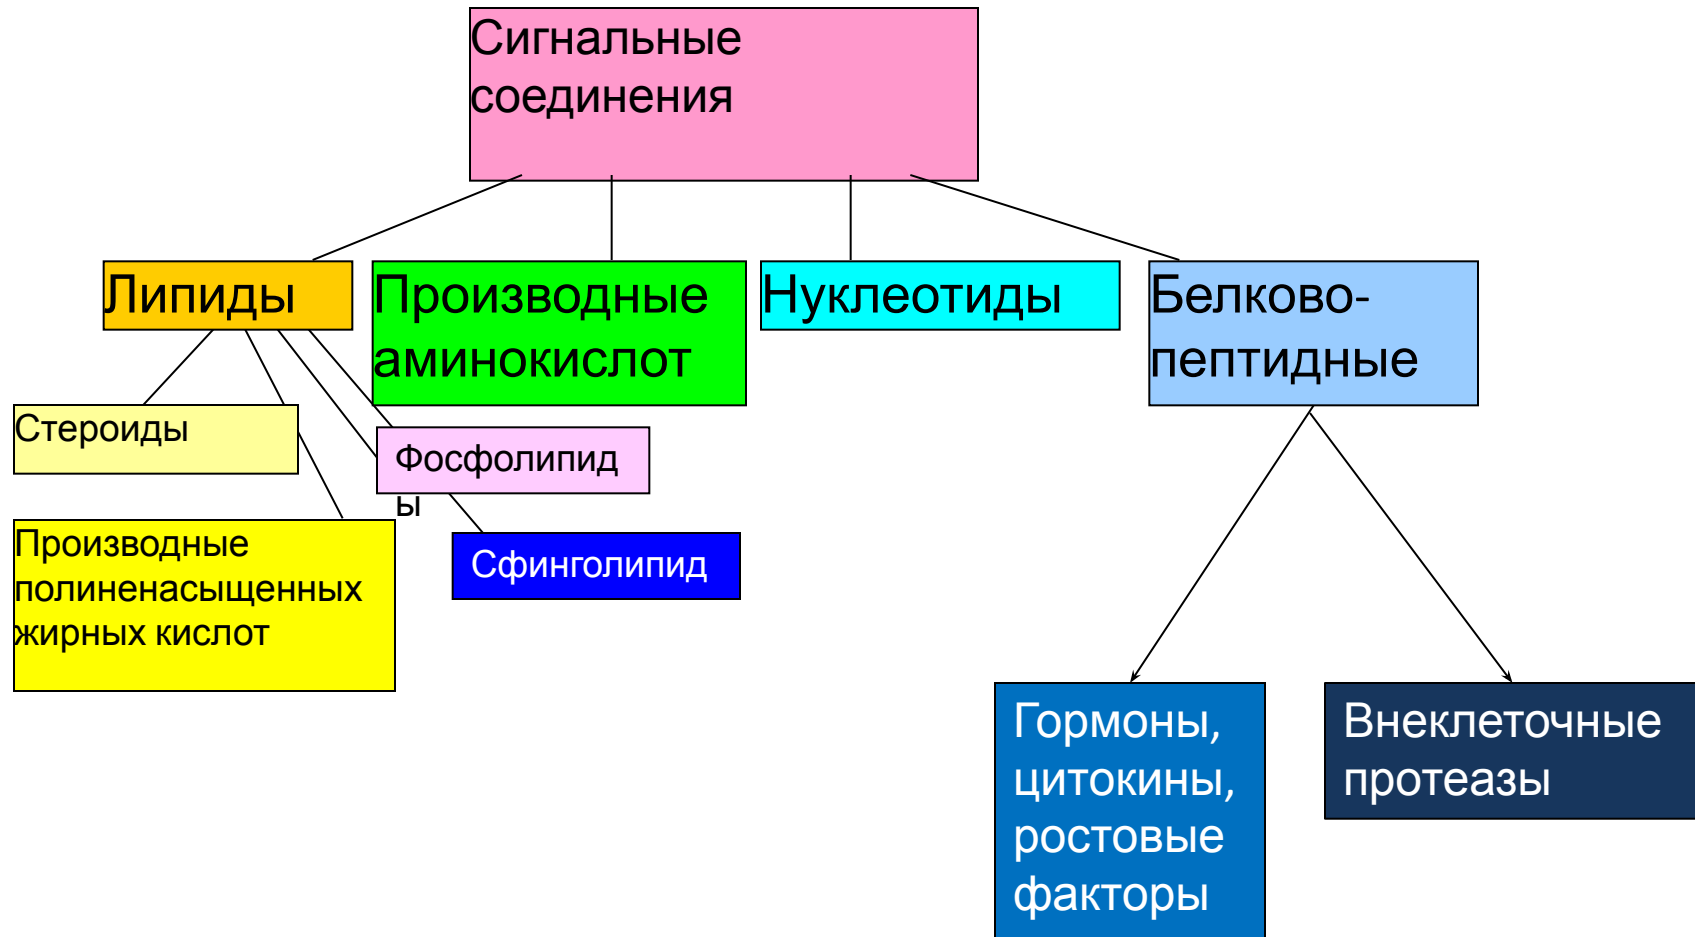 Сигнальные
соединения
Липиды
Производные
аминокислот
Нуклеотиды
Белково-
пептидные
Стероиды
Фосфолипид
ы
Производные
полиненасыщенных
жирных кислот
Сфинголипид
Гормоны,
цитокины,
ростовые
факторы
Внеклеточные
протеазы